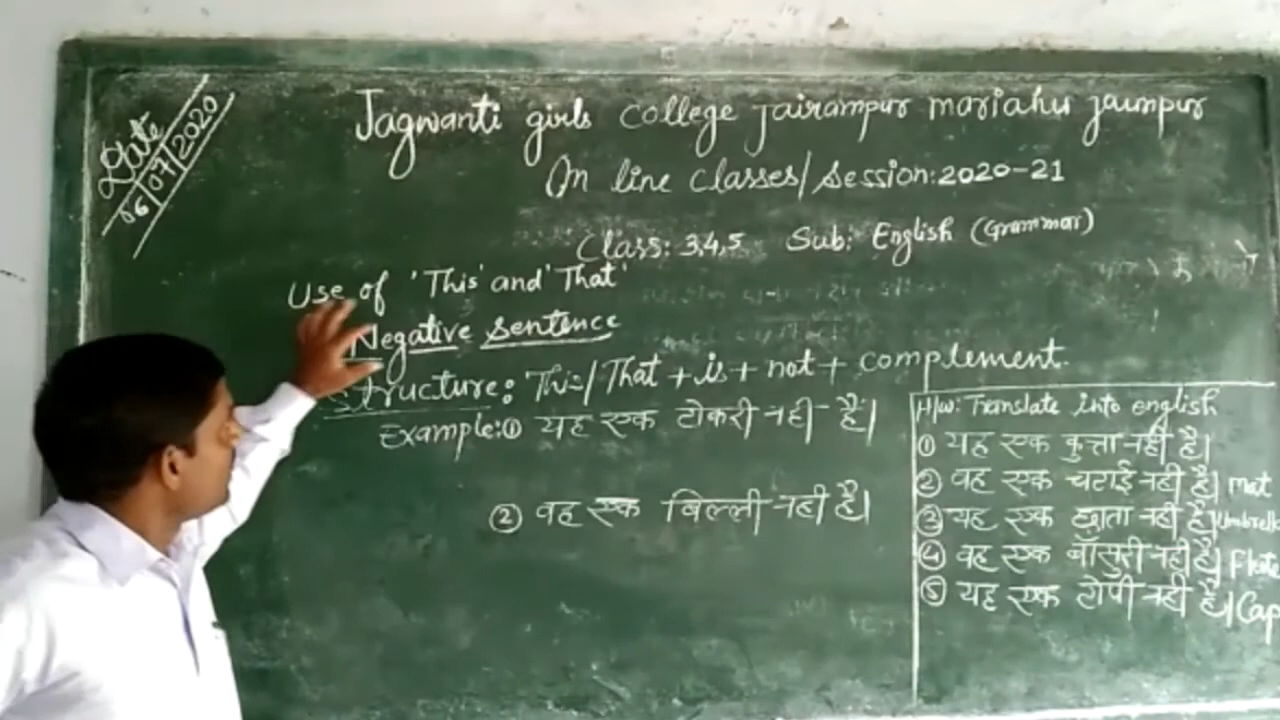 Date
06/07/2020
Jagwanti girls college Jairampur mariahu jaunpur
On line classes/Session:2020-21
Class: 3,4,5 Sub: English (Grammar)
Use of 'This' and 'That'
Negative Sentence
Structure: This/That + is + not + complement.
Example:① यह एक टोकरी नही है।
② वह एक बिल्ली नही है।
H/W: Translate into english
① यह एक कुत्ता नही है।
② वह एक चटाई नही है। mat
③ यह एक छाता नही है। Umbrella
④ वह एक बाँसुरी नही है। Flute
⑤ यह एक टोपी नही है। Cap